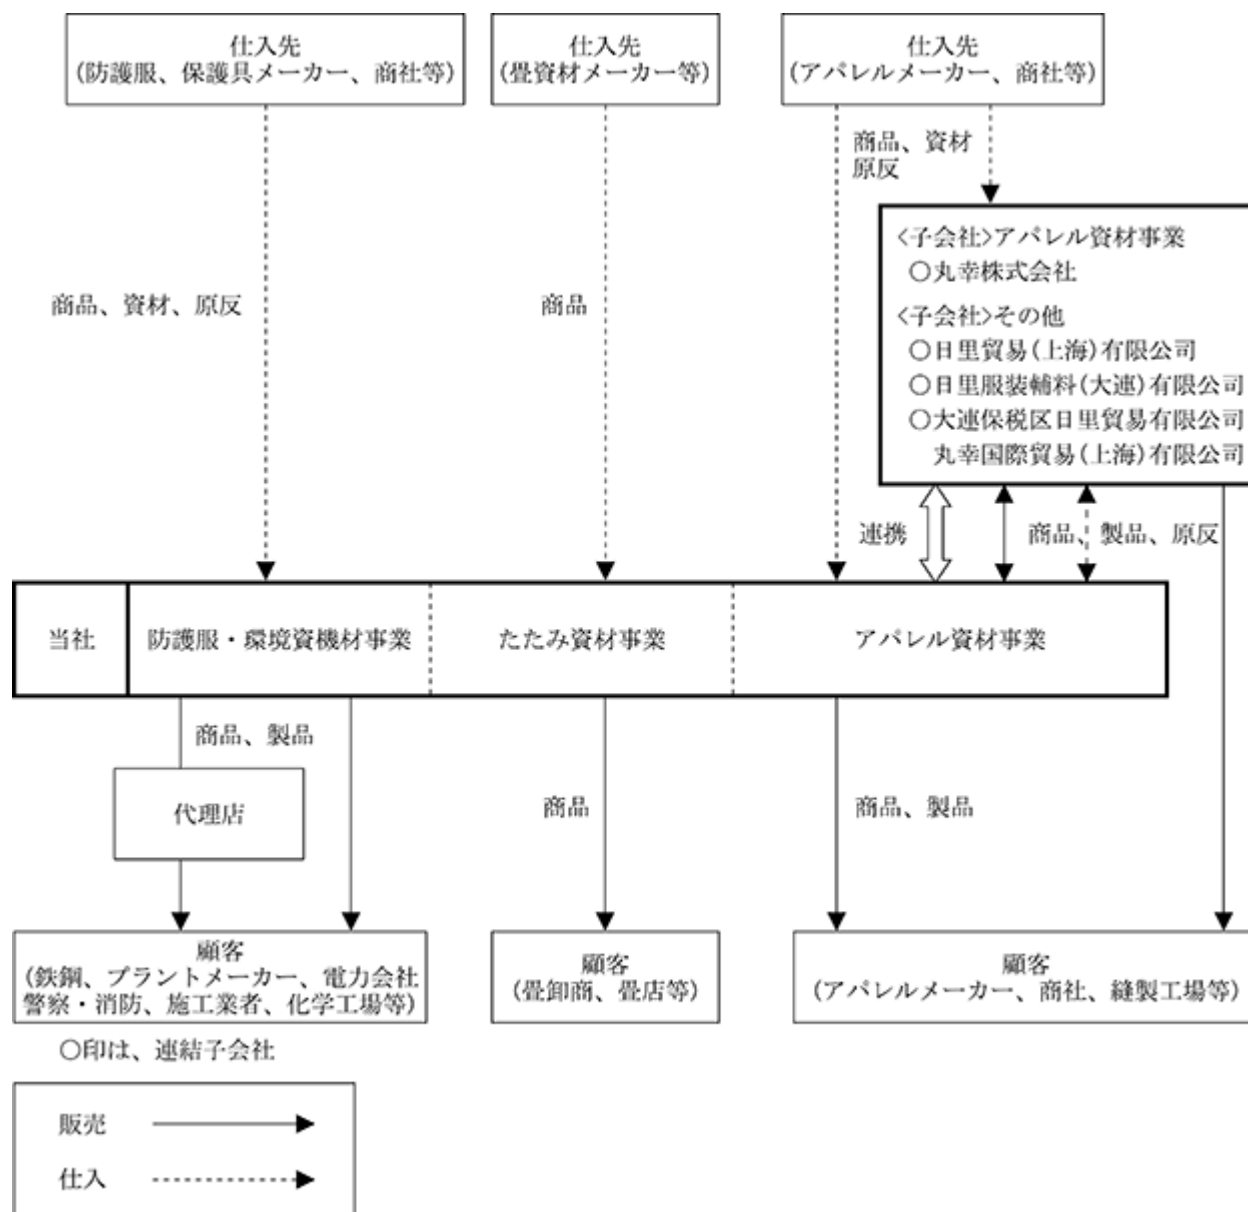 仕入先
(防護服、保護具メーカー、商社等)
仕入先
(畳資材メーカー等)
仕入先
(アパレルメーカー、商社等)
商品、資材
原反
<子会社>アパレル資材事業
○丸幸株式会社
<子会社>その他
○日里貿易(上海)有限公司
○日里服装輔料(大連)有限公司
○大連保税区日里貿易有限公司
丸幸国際貿易(上海)有限公司
商品、資材、原反
商品
連携
商品、製品、原反
当社
防護服・環境資機材事業
たたみ資材事業
アパレル資材事業
商品、製品
代理店
商品
商品、製品
顧客
(鉄鋼、プラントメーカー、電力会社
警察・消防、施工業者、化学工場等)
顧客
(畳卸商、畳店等)
顧客
(アパレルメーカー、商社、縫製工場等)
○印は、連結子会社
販売
仕入